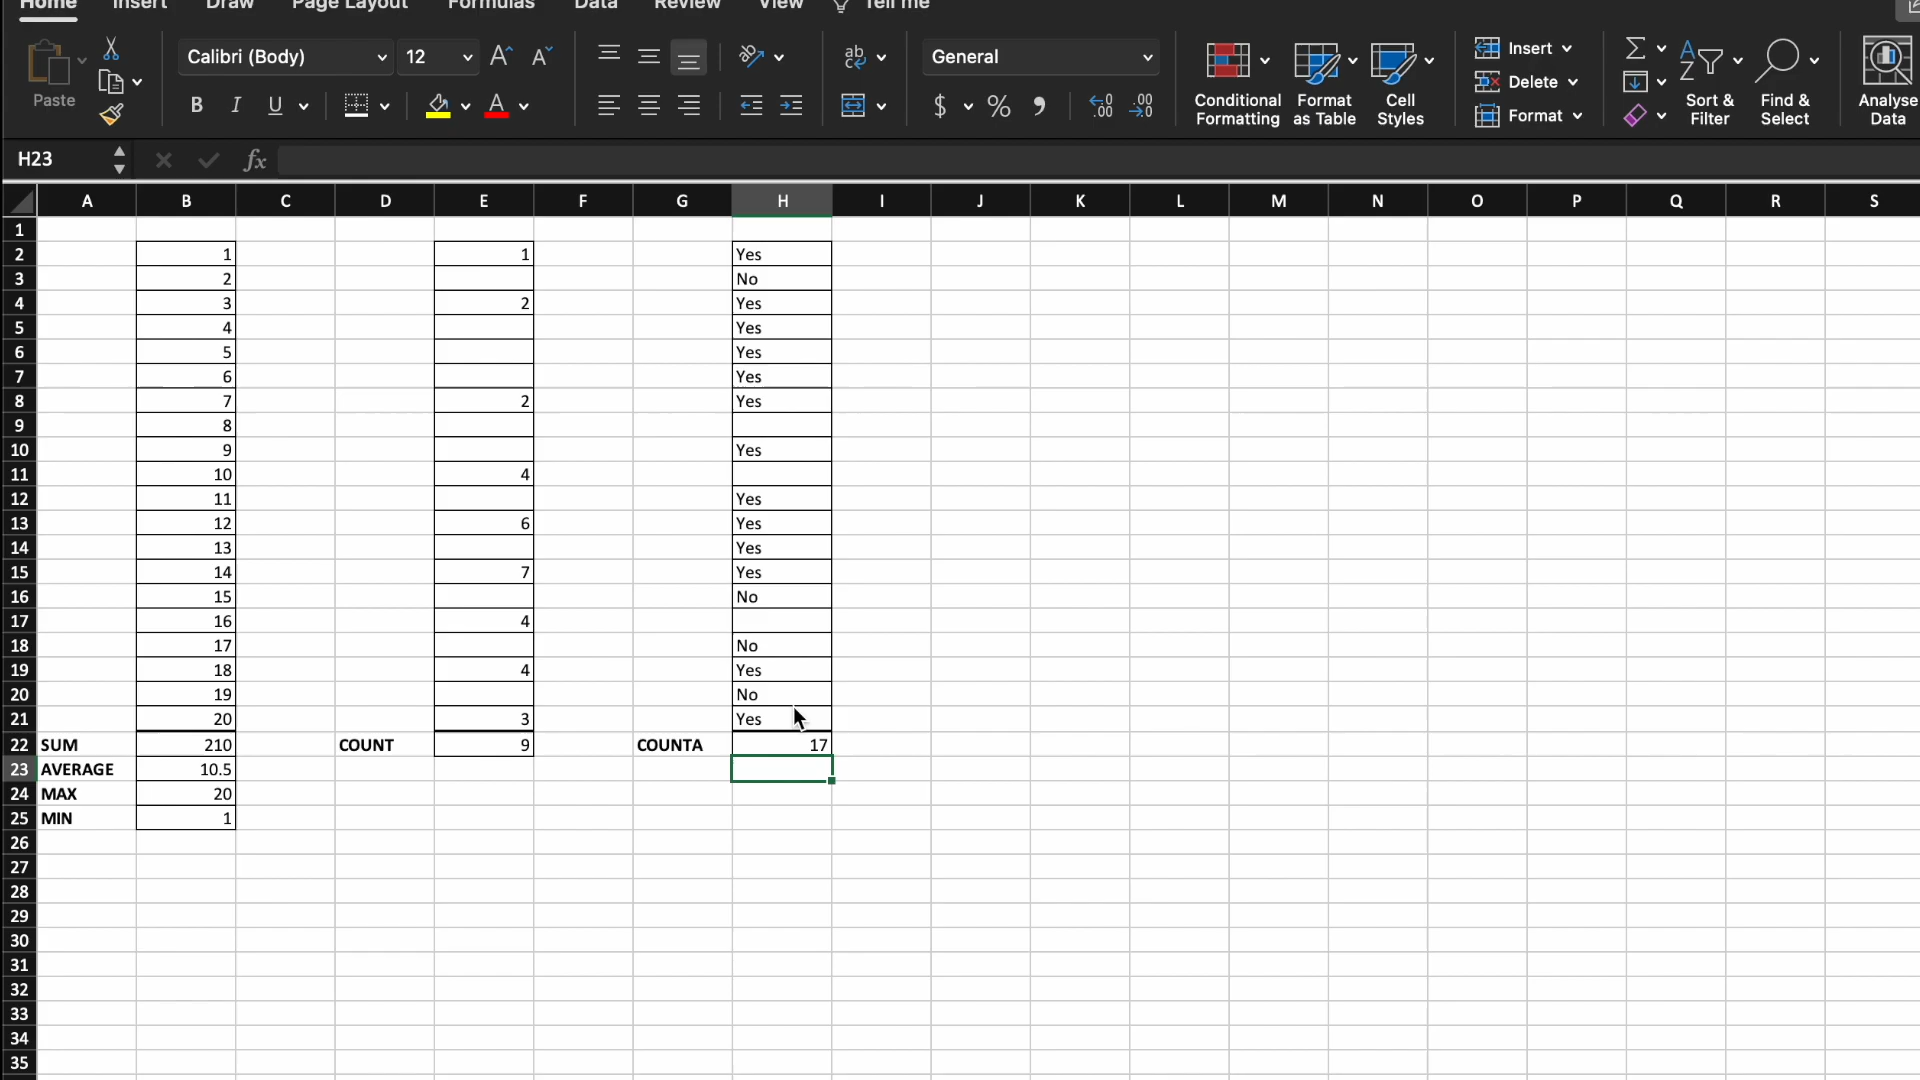 Home Insert Draw Page Layout Formulas Data Review View Tell me
Paste
Calibri (Body) 12
B I U
General
$ % 9
Conditional Formatting
Format as Table
Cell Styles
Insert
Delete
Format
Sort & Filter
Find & Select
Analyse Data
H23 fx
A B C D E F G H I J K L M N O P Q R S
1
2 1 1 Yes
3 2 No
4 3 2 Yes
5 4 Yes
6 5 Yes
7 6 Yes
8 7 2 Yes
9 8
10 9 Yes
11 10 4
12 11 Yes
13 12 6 Yes
14 13 Yes
15 14 7 Yes
16 15 No
17 16 4
18 17 No
19 18 4 Yes
20 19 No
21 20 3 Yes
22 SUM 210 COUNT 9 COUNTA 17
23 AVERAGE 10.5
24 MAX 20
25 MIN 1
26
27
28
29
30
31
32
33
34
35